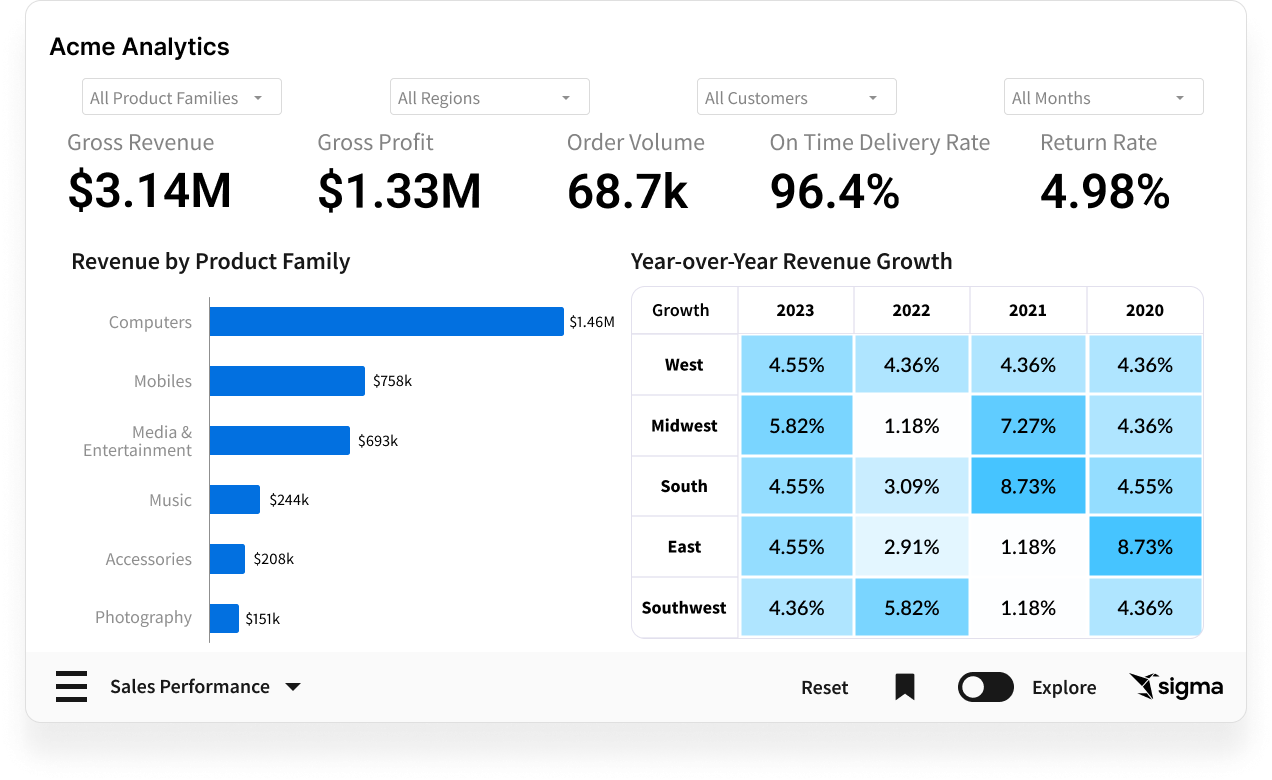 Acme Analytics
All Product Families
All Regions
All Customers
All Months
Gross Revenue
$3.14M
Gross Profit
$1.33M
Order Volume
68.7k
On Time Delivery Rate
96.4%
Return Rate
4.98%
Revenue by Product Family
Computers
$1.46M
Mobiles
$758k
Media &
Entertainment
$693k
Music
$244k
Accessories
$208k
Photography
$151k
Year-over-Year Revenue Growth
Growth 2023 2022 2021 2020
West 4.55% 4.36% 4.36% 4.36%
Midwest 5.82% 1.18% 7.27% 4.36%
South 4.55% 3.09% 8.73% 4.55%
East 4.55% 2.91% 1.18% 8.73%
Southwest 4.36% 5.82% 1.18% 4.36%
Sales Performance
Reset
Explore
sigma